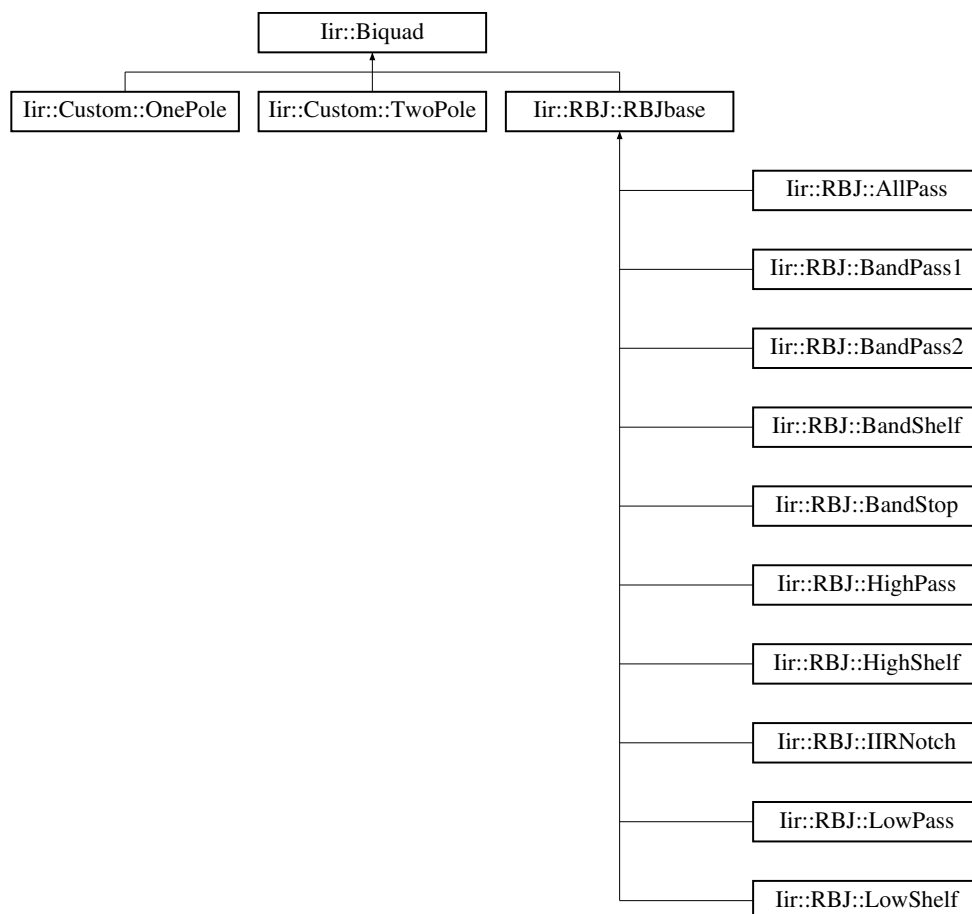 Iir::Biquad
Iir::Custom::OnePole
Iir::Custom::TwoPole
Iir::RBJ::RBJbase
Iir::RBJ::AllPass
Iir::RBJ::BandPass1
Iir::RBJ::BandPass2
Iir::RBJ::BandShelf
Iir::RBJ::BandStop
Iir::RBJ::HighPass
Iir::RBJ::HighShelf
Iir::RBJ::IIRNotch
Iir::RBJ::LowPass
Iir::RBJ::LowShelf